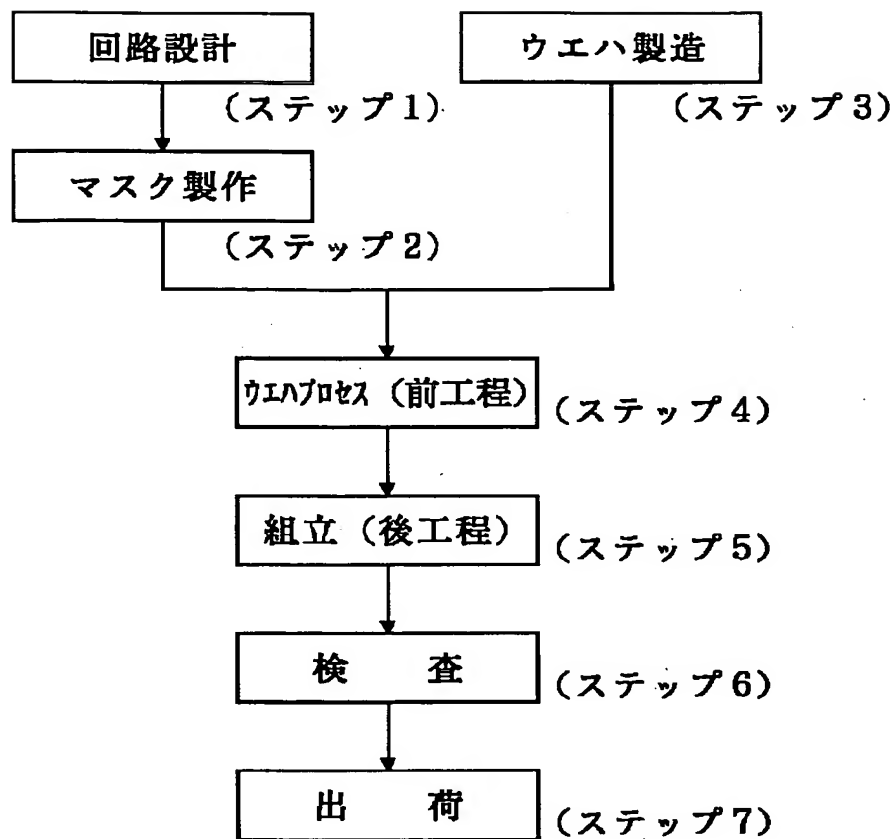 回路設計
ウエハ製造
(ステップ1)
(ステップ3)
マスク製作
(ステップ2)
ウエハプロセス (前工程)
(ステップ4)
組立 (後工程)
(ステップ5)
検 査
(ステップ6)
出 荷
(ステップ7)